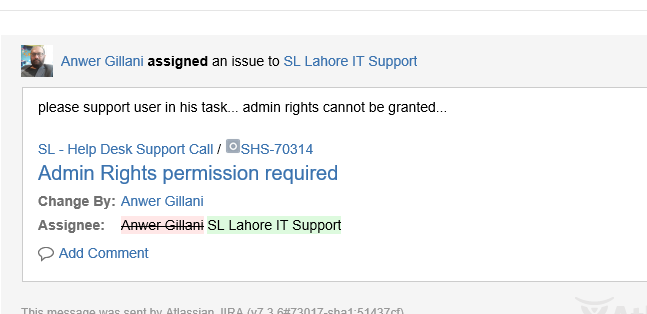 Anwer Gillani assigned an issue to SL Lahore IT Support
please support user in his task... admin rights cannot be granted...
SL - Help Desk Support Call / SHS-70314
Admin Rights permission required
Change By: Anwer Gillani
Assignee: Anwer Gillani SL Lahore IT Support
Add Comment
This message was sent by Atlassian JIRA (v7.3.6#73017-sha1:51437cf)